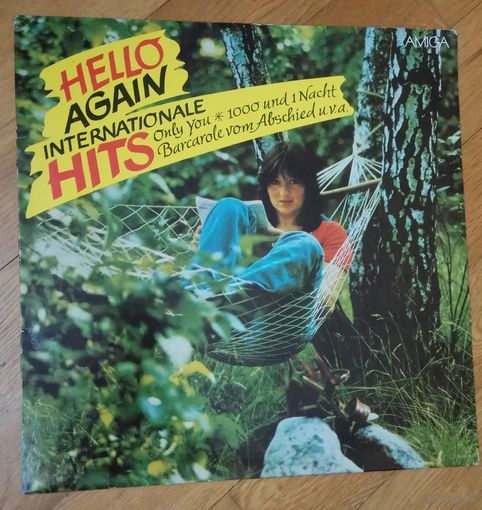 HELLO
AGAIN
INTERNATIONALE
HITS
Only You * 1000 und 1 Nacht
Barcarole vom Abschied u.v.a.
AMIGA